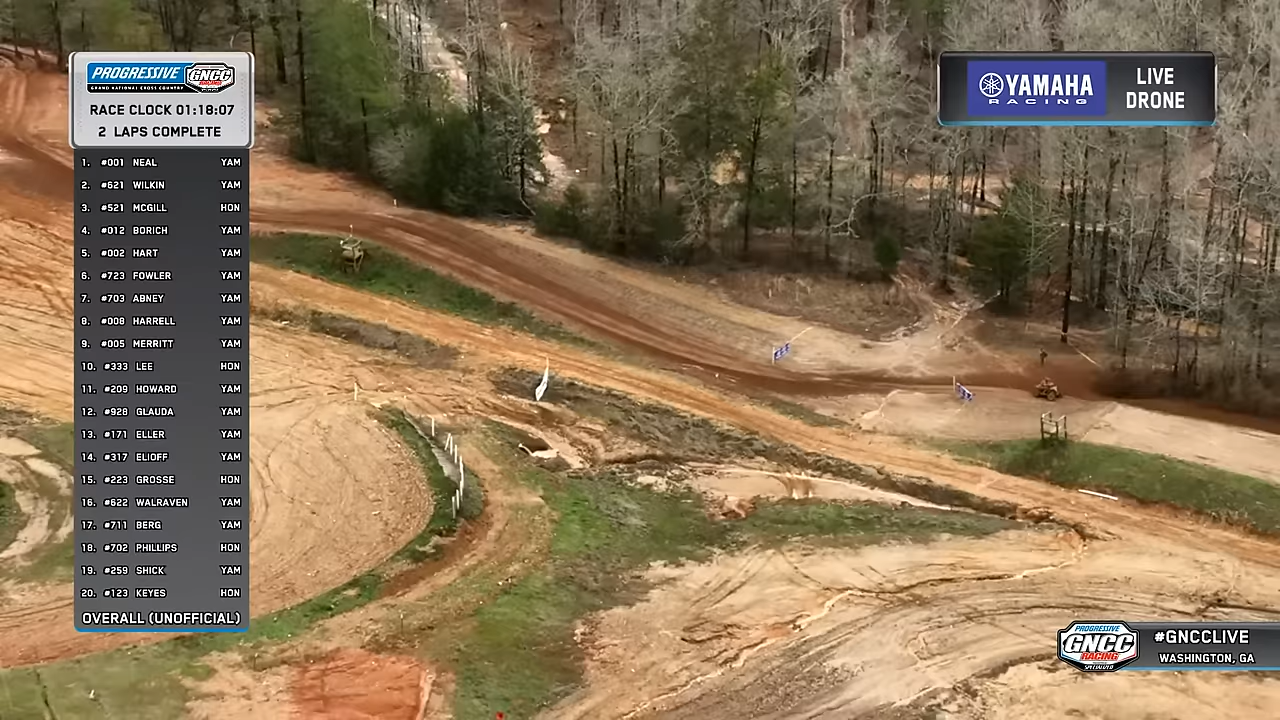 PROGRESSIVE GNCC RACING
GRAND NATIONAL CROSS COUNTRY
RACE CLOCK 01:18:07
2 LAPS COMPLETE
1. #001 NEAL YAM
2. #621 WILKIN YAM
3. #521 MCGILL HON
4. #012 BORICH YAM
5. #002 HART YAM
6. #723 FOWLER YAM
7. #703 ABNEY YAM
8. #008 HARRELL YAM
9. #005 MERRITT YAM
10. #333 LEE HON
11. #209 HOWARD YAM
12. #928 GLAUDA YAM
13. #171 ELLER YAM
14. #317 ELIOFF YAM
15. #223 GROSSE HON
16. #622 WALRAVEN YAM
17. #711 BERG YAM
18. #702 PHILLIPS HON
19. #259 SHICK YAM
20. #123 KEYES HON
OVERALL (UNOFFICIAL)
YAMAHA
RACING
LIVE
DRONE
PROGRESSIVE
GNCC
RACING
SPECIALIZED
#GNCCLIVE
WASHINGTON, GA